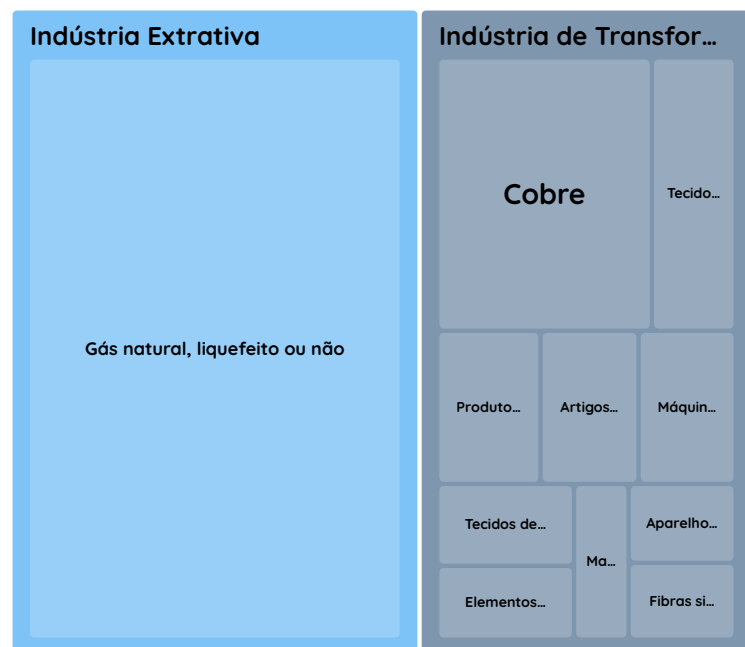 Indústria Extrativa
Gás natural, liquefeito ou não
Indústria de Transfor...
Cobre
Tecido...
Produto...
Artigos...
Máquin...
Tecidos de...
Ma...
Aparelho...
Elementos...
Fibras si...